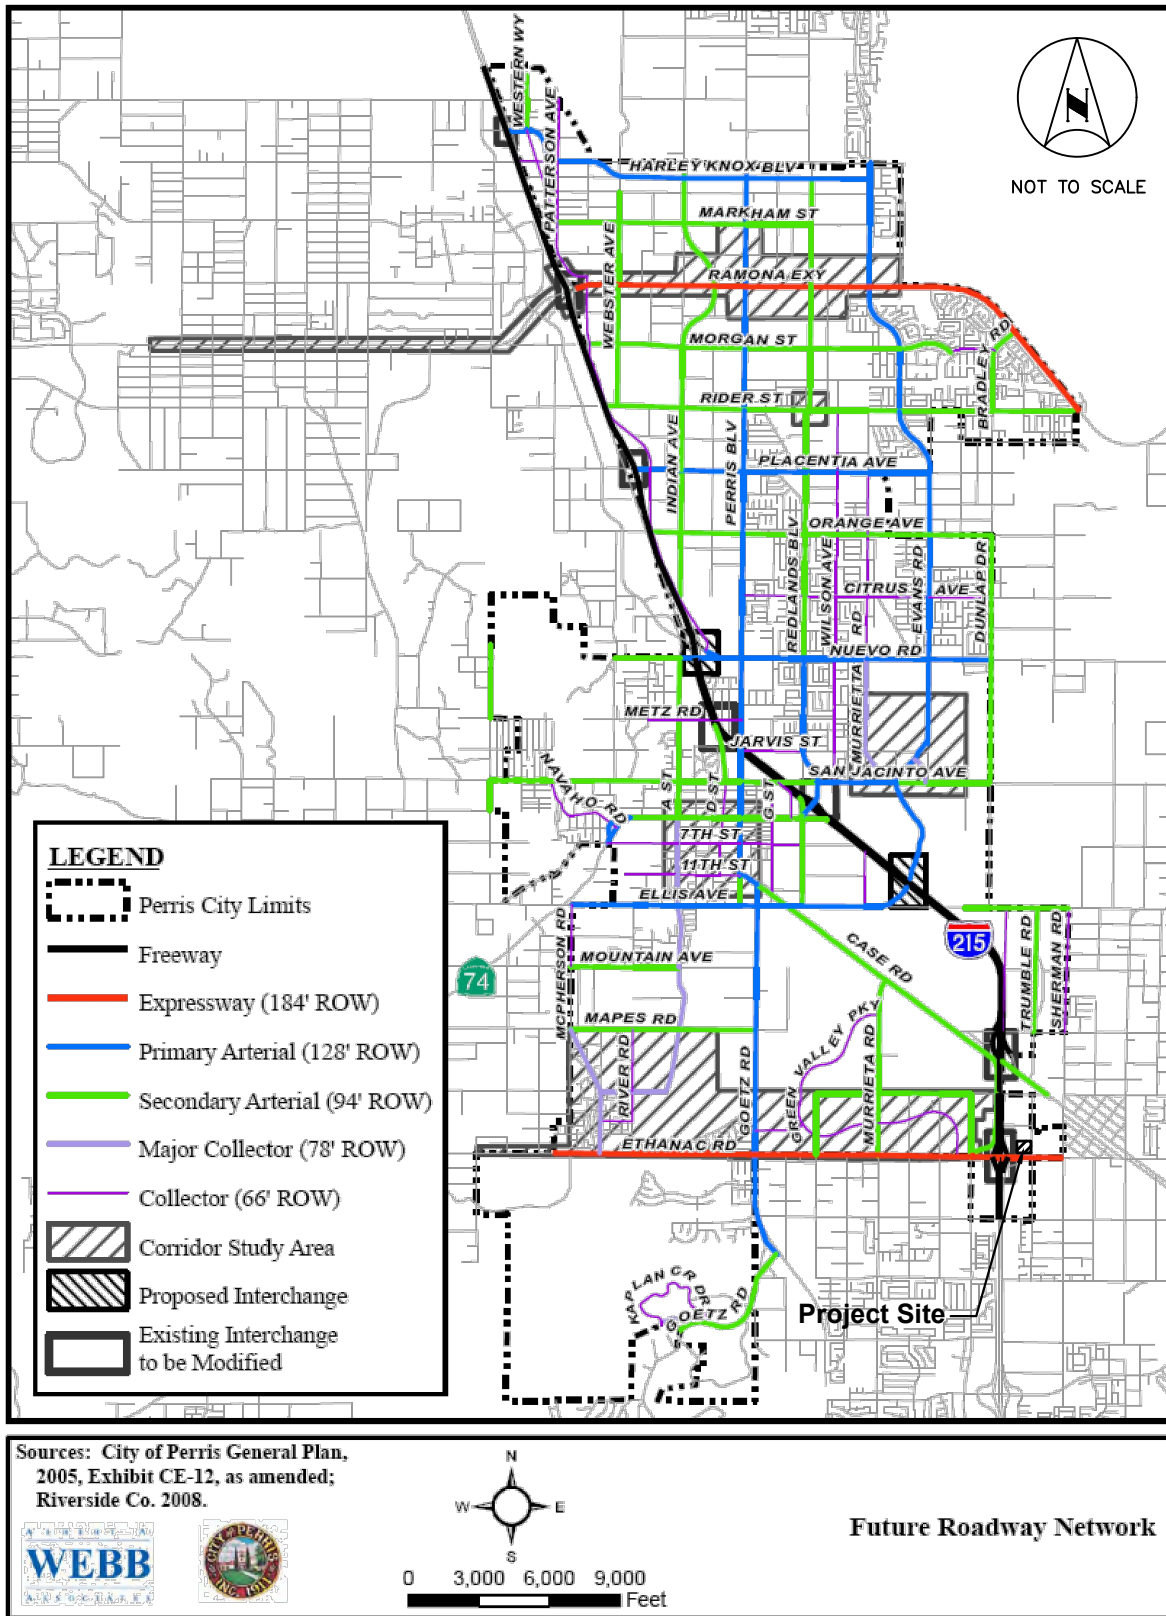 WESTERN WY
PATTERSON AVE
N
NOT TO SCALE
HARLEY KNOX BLV
MARKHAM ST
WEBSTER AVE
RAMONA EXY
MORGAN ST
BRADLEY RD
RIDER ST
INDIAN AVE
PERRIS BLV
PLACENTIA AVE
ORANGE AVE
REDLANDS BLV
WILSON AVE
CITRUS AVE
EVANS RD
DUNLAP DR
NUEVO RD
MURRIETTA RD
METZ RD
JARVIS ST
SAN JACINTO AVE
NAVAHO RD
A ST
D ST
G ST
7TH ST
11TH ST
ELLIS AVE
215
74
MCPHERSON RD
MOUNTAIN AVE
CASE RD
TRUMBLE RD
SHERMAN RD
MAPES RD
RIVER RD
GOETZ RD
GREEN VALLEY PKY
MURRIETA RD
ETHANAC RD
KAPLAN CR DR
GOETZ RD
Project Site
LEGEND
Perris City Limits
Freeway
Expressway (184' ROW)
Primary Arterial (128' ROW)
Secondary Arterial (94' ROW)
Major Collector (78' ROW)
Collector (66' ROW)
Corridor Study Area
Proposed Interchange
Existing Interchange
to be Modified
Sources: City of Perris General Plan,
2005, Exhibit CE-12, as amended;
Riverside Co. 2008.
ALBERT A.
WEBB
ASSOCIATES
CITY OF PERRIS
INC. 1911
N
W
E
S
0 3,000 6,000 9,000
Feet
Future Roadway Network